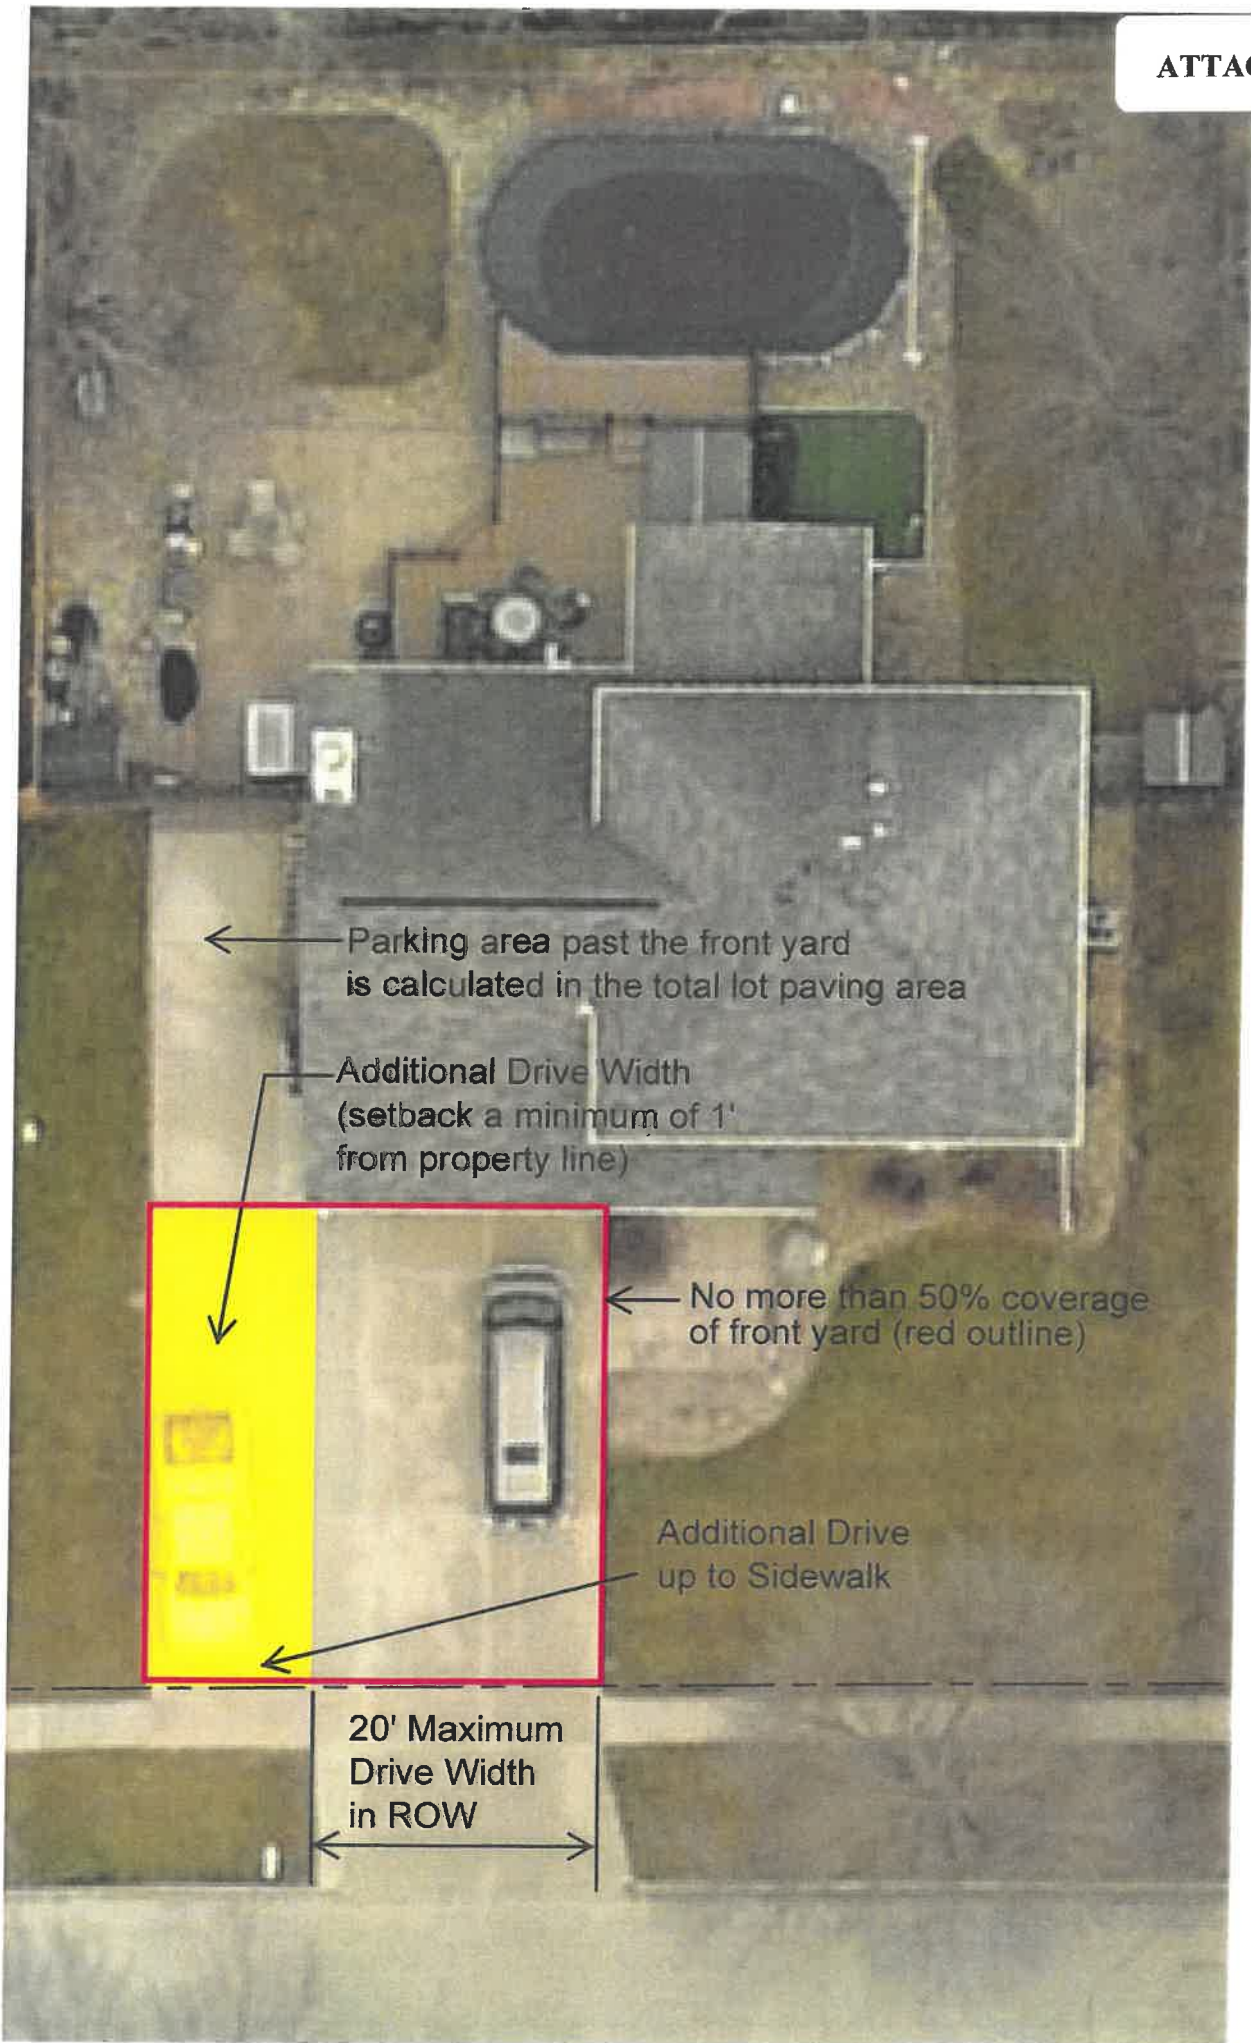 Parking area past the front yard
is calculated in the total lot paving area
Additional Drive Width
(setback a minimum of 1'
from property line)
No more than 50% coverage
of front yard (red outline)
Additional Drive
up to Sidewalk
20' Maximum
Drive Width
in ROW